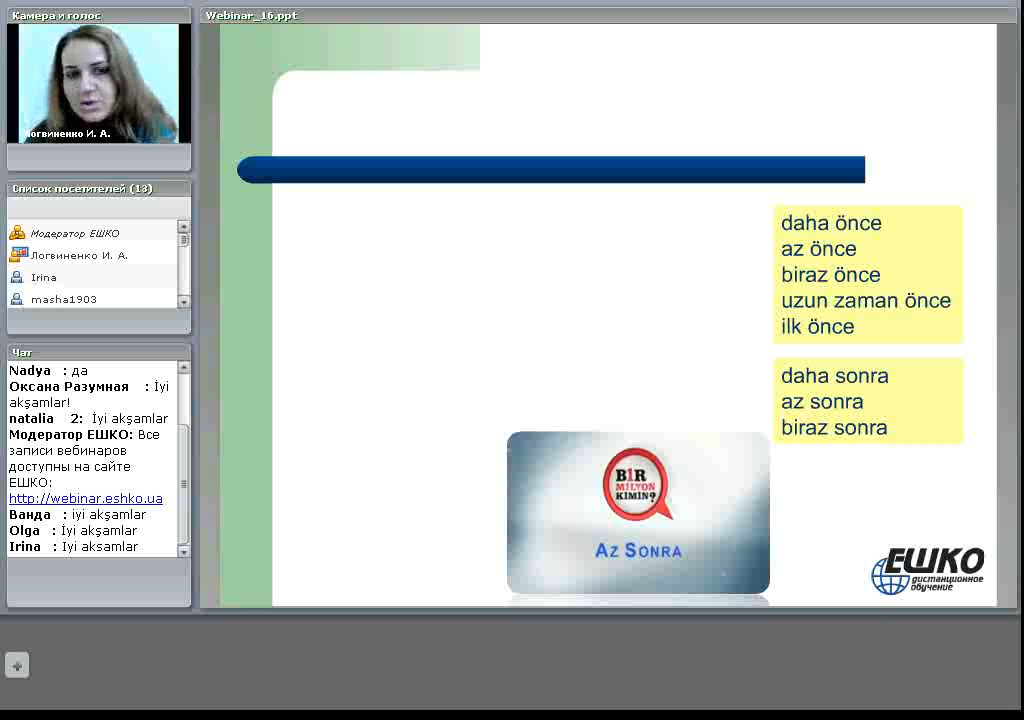 Камера и голос
Логвиненко И. А.
Список посетителей (13)
Модератор ЕШКО
Логвиненко И. А.
Irina
masha1903
Чат
Nadya : да
Оксана Разумная : İyi
akşamlar!
natalia 2: İyi akşamlar
Модератор ЕШКО: Все
записи вебинаров
доступны на сайте
ЕШКО:
http://webinar.eshko.ua
Ванда : iyi akşamlar
Olga : İyi akşamlar
Irina : Iyi aksamlar
Webinar_16.ppt
daha önce
az önce
biraz önce
uzun zaman önce
ilk önce
daha sonra
az sonra
biraz sonra
BIR
MILYON
KIMIN?
AZ SONRA
ЕШКО
дистанционное
обучение